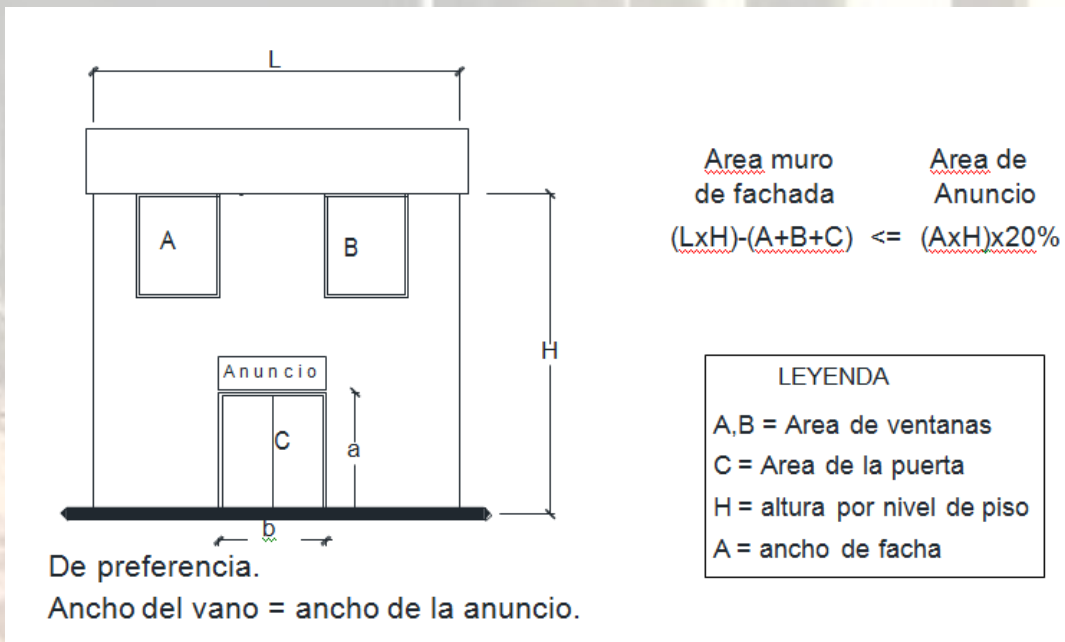 L
A
B
Anuncio
C
a
H
b
De preferencia.
Ancho del vano = ancho de la anuncio.
Area muro
de fachada
Area de
Anuncio
(LxH)-(A+B+C) <= (AxH)x20%
LEYENDA
A,B = Area de ventanas
C = Area de la puerta
H = altura por nivel de piso
A = ancho de facha